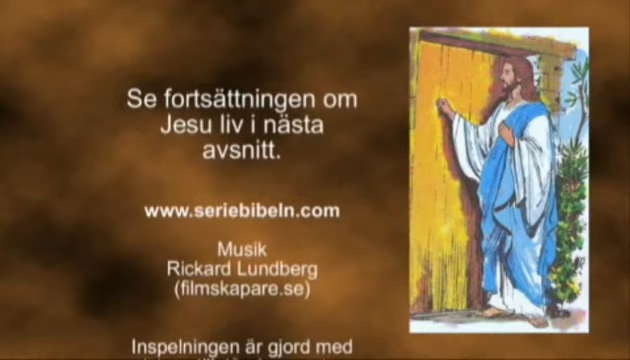 Se fortsättningen om
Jesu liv i nästa
avsnitt.
www.seriebibeln.com
Musik
Rickard Lundberg
(filmskapare.se)
Inspelningen är gjord med